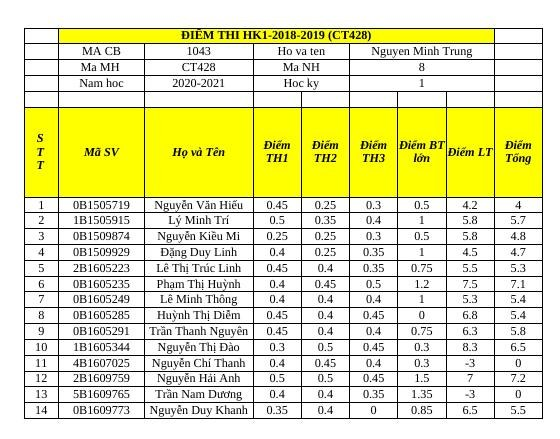 ĐIỂM THI HK1-2018-2019 (CT428)
MA CB 1043 Ho va ten Nguyen Minh Trung
Ma MH CT428 Ma NH 8
Nam hoc 2020-2021 Hoc ky 1
S T T Mã SV Họ và Tên Điểm TH1 Điểm TH2 Điểm TH3 Điểm BT lớn Điểm LT Điểm Tổng
1 0B1505719 Nguyễn Văn Hiếu 0.45 0.25 0.3 0.5 4.2 4
2 1B1505915 Lý Minh Trí 0.5 0.35 0.4 1 5.8 5.7
3 0B1509874 Nguyễn Kiều Mi 0.25 0.25 0.3 0.5 5.8 4.8
4 0B1509929 Đặng Duy Linh 0.4 0.25 0.35 1 4.5 4.7
5 2B1605223 Lê Thị Trúc Linh 0.45 0.4 0.35 0.75 5.5 5.3
6 0B1605235 Phạm Thị Huỳnh 0.4 0.45 0.5 1.2 7.5 7.1
7 0B1605249 Lê Minh Thông 0.4 0.4 0.4 1 5.3 5.4
8 0B1605285 Huỳnh Thị Diễm 0.45 0.4 0.45 0 6.8 5.4
9 0B1605291 Trần Thanh Nguyên 0.45 0.4 0.4 0.75 6.3 5.8
10 1B1605344 Nguyễn Thị Đào 0.3 0.5 0.45 0.3 8.3 6.5
11 4B1607025 Nguyễn Chí Thanh 0.4 0.45 0.4 0.3 -3 0
12 2B1609759 Nguyễn Hải Anh 0.5 0.5 0.45 1.5 7 7.2
13 5B1609765 Trần Nam Dương 0.4 0.4 0.35 1.35 -3 0
14 0B1609773 Nguyễn Duy Khanh 0.35 0.4 0 0.85 6.5 5.5